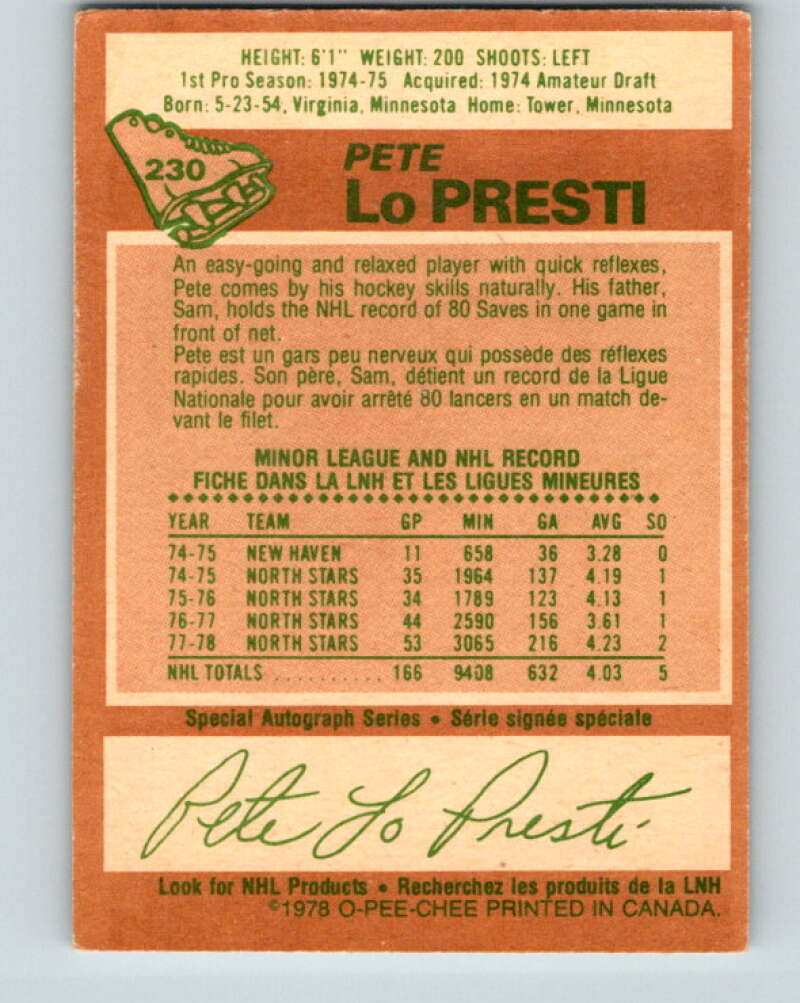 HEIGHT: 6'1" WEIGHT: 200 SHOOTS: LEFT
1st Pro Season: 1974-75 Acquired: 1974 Amateur Draft
Born: 5-23-54, Virginia, Minnesota Home: Tower, Minnesota
230
PETE
Lo PRESTI
An easy-going and relaxed player with quick reflexes,
Pete comes by his hockey skills naturally. His father,
Sam, holds the NHL record of 80 Saves in one game in
front of net.
Pete est un gars peu nerveux qui possède des réflexes
rapides. Son père, Sam, détient un record de la Ligue
Nationale pour avoir arrêté 80 lancers en un match de-
vant le filet.
MINOR LEAGUE AND NHL RECORD
FICHE DANS LA LNH ET LES LIGUES MINEURES
YEAR TEAM GP MIN GA AVG SO
74-75 NEW HAVEN 11 658 36 3.28 0
74-75 NORTH STARS 35 1964 137 4.19 1
75-76 NORTH STARS 34 1789 123 4.13 1
76-77 NORTH STARS 44 2590 156 3.61 1
77-78 NORTH STARS 53 3065 216 4.23 2
NHL TOTALS .......... 166 9408 632 4.03 5
Special Autograph Series • Série signée spéciale
Pete Lo Presti
Look for NHL Products • Recherchez les produits de la LNH
©1978 O-PEE-CHEE PRINTED IN CANADA.